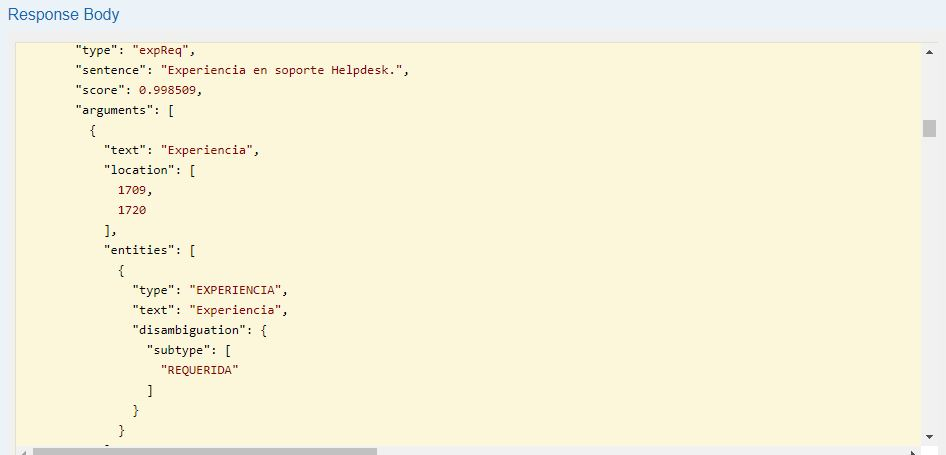 Response Body
"type": "expReq",
"sentence": "Experiencia en soporte Helpdesk.",
"score": 0.998509,
"arguments": [
{
"text": "Experiencia",
"location": [
1709,
1720
],
"entities": [
{
"type": "EXPERIENCIA",
"text": "Experiencia",
"disambiguation": {
"subtype": [
"REQUERIDA"
]
}
}